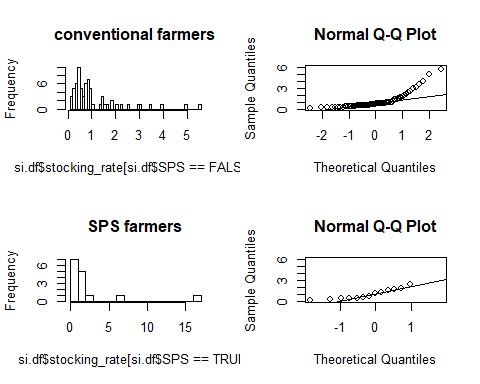 conventional farmers
Frequency
0
6
0
1
2
3
4
5
si.df$stocking_rate[si.df$SPS == FALS
Normal Q-Q Plot
Sample Quantiles
0
3
6
-2
-1
0
1
2
Theoretical Quantiles
SPS farmers
Frequency
0
3
6
0
5
10
15
si.df$stocking_rate[si.df$SPS == TRUE
Normal Q-Q Plot
Sample Quantiles
0
3
6
-1
0
1
Theoretical Quantiles